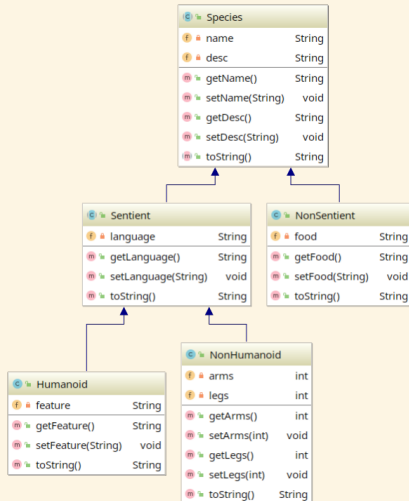 Species
name String
desc String
getName() String
setName(String) void
getDesc() String
setDesc(String) void
toString() String
Sentient
language String
getLanguage() String
setLanguage(String) void
toString() String
NonSentient
food String
getFood() String
setFood(String) void
toString() String
Humanoid
feature String
getFeature() String
setFeature(String) void
toString() String
NonHumanoid
arms int
legs int
getArms() int
setArms(int) void
getLegs() int
setLegs(int) void
toString() String